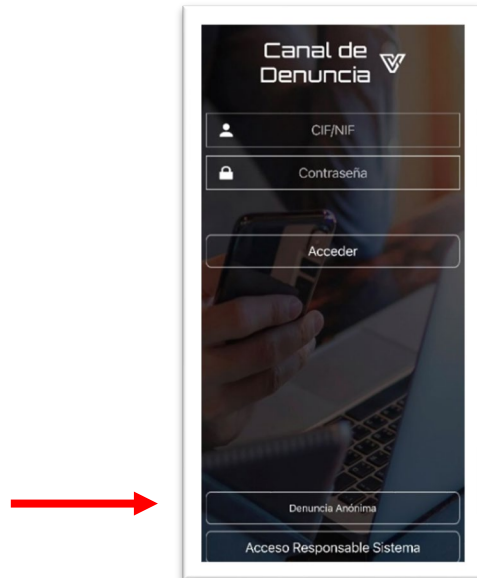 Canal de
Denuncia
CIF/NIF
Contraseña
Acceder
Denuncia Anónima
Acceso Responsable Sistema